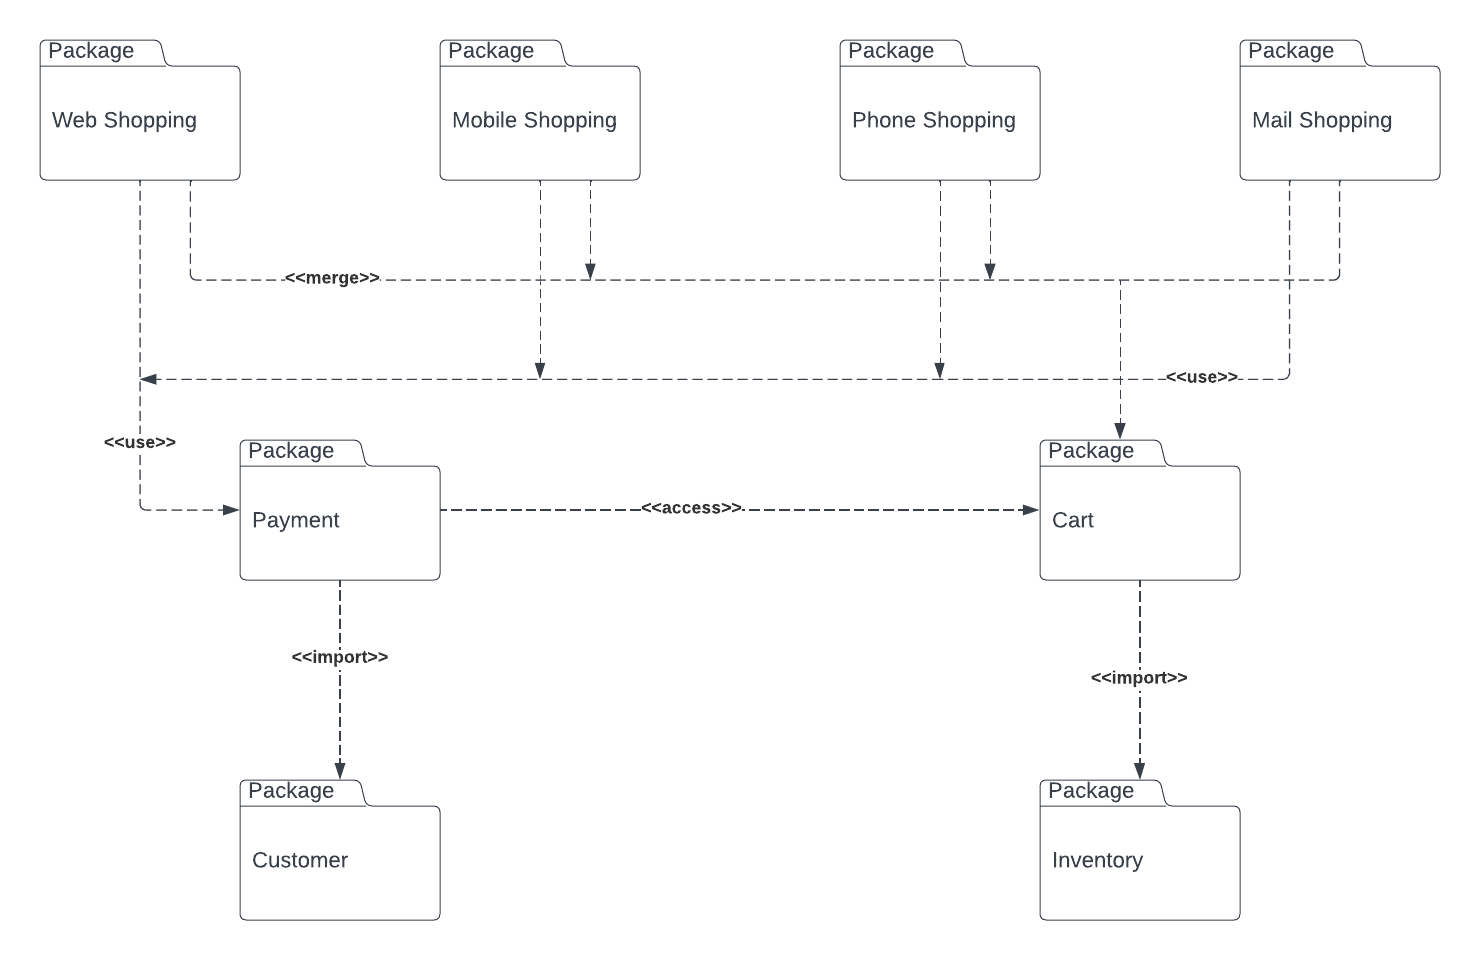 Package
Web Shopping
Package
Mobile Shopping
Package
Phone Shopping
Package
Mail Shopping
<<merge>>
<<use>>
<<use>>
Package
Payment
<<access>>
Package
Cart
<<import>>
<<import>>
Package
Customer
Package
Inventory